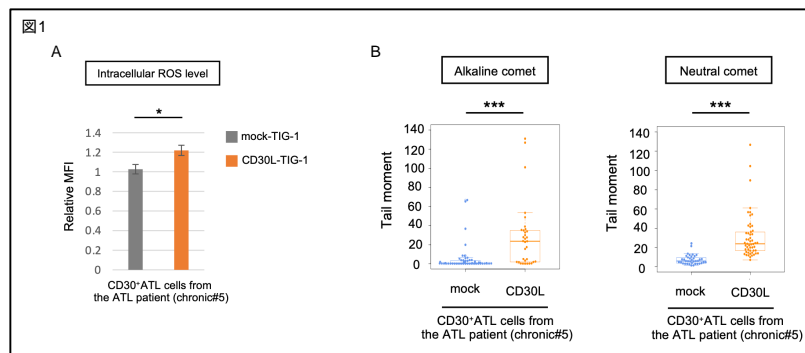 図1
A
Intracellular ROS level
*
1.4
1.2
1
0.8
0.6
0.4
0.2
0
Relative MFI
mock-TIG-1
CD30L-TIG-1
CD30⁺ATL cells from
the ATL patient (chronic#5)
B
Alkaline comet
***
140
120
100
80
60
40
20
0
Tail moment
mock
CD30L
CD30⁺ATL cells from
the ATL patient (chronic#5)
Neutral comet
***
140
120
100
80
60
40
20
0
Tail moment
mock
CD30L
CD30⁺ATL cells from
the ATL patient (chronic#5)